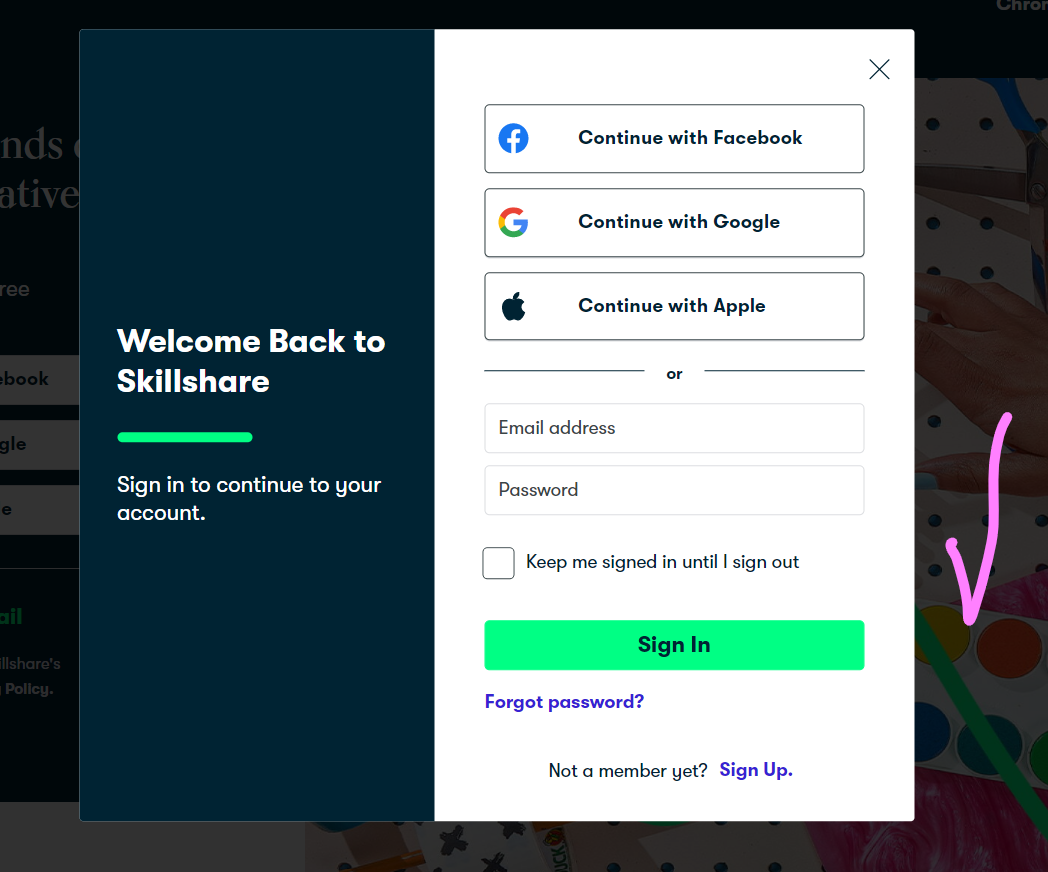 Chron
nds
ative
ree
ebook
gle
e
ail
illshare's
Policy.
Continue with Facebook
Continue with Google
Continue with Apple
or
Welcome Back to
Skillshare
Sign in to continue to your
account.
Email address
Password
Keep me signed in until I sign out
Sign In
Forgot password?
Not a member yet? Sign Up.